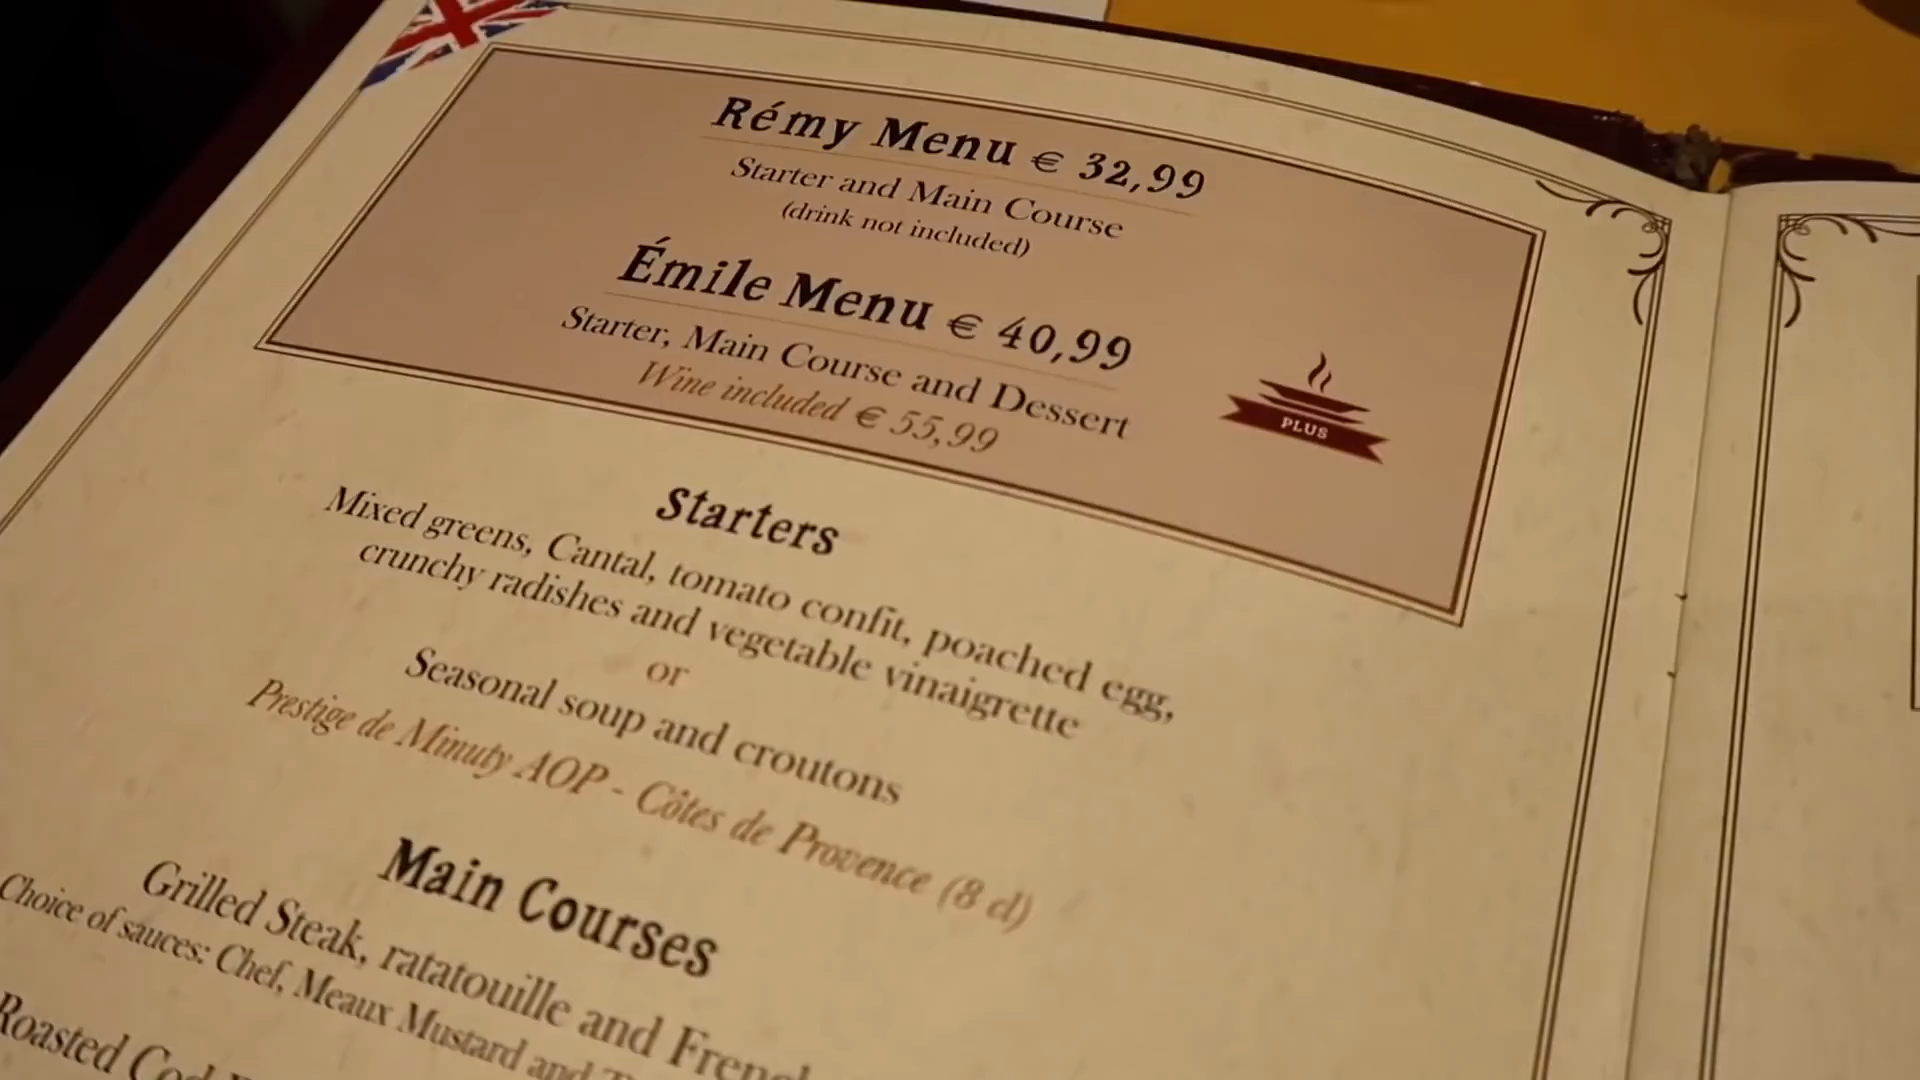 Rémy Menu € 32,99
Starter and Main Course
(drink not included)
Émile Menu € 40,99
Starter, Main Course and Dessert
Wine included € 55,99
PLUS
Starters
Mixed greens, Cantal, tomato confit, poached egg,
crunchy radishes and vegetable vinaigrette
or
Seasonal soup and croutons
Prestige de Minuty AOP - Côtes de Provence (8 cl)
Main Courses
Grilled Steak, ratatouille and
Choice of sauces: Chef, Meaux Mustard and
Roasted